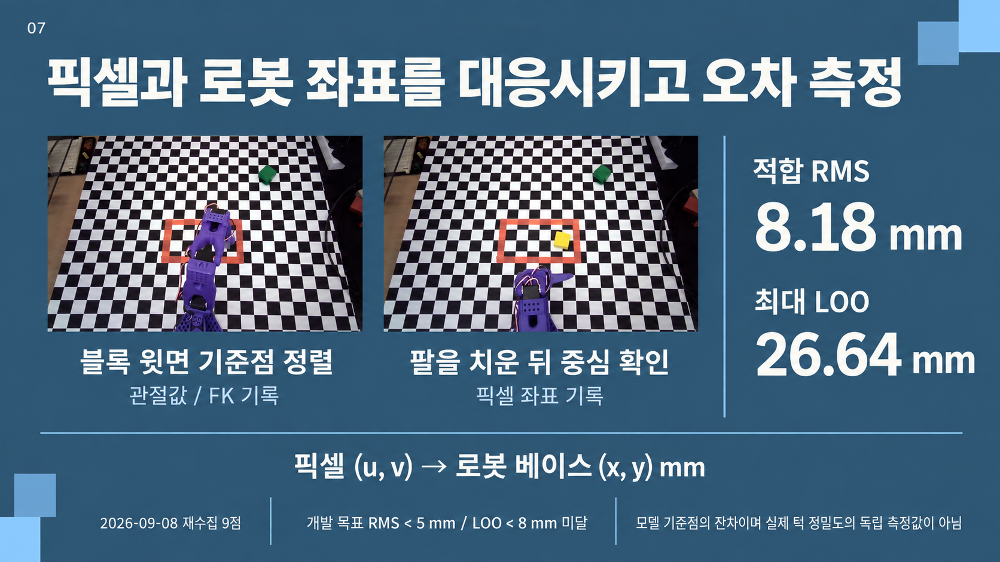 07
픽셀과 로봇 좌표를 대응시키고 오차 측정
블록 윗면 기준점 정렬
관절값 / FK 기록
팔을 치운 뒤 중심 확인
픽셀 좌표 기록
적합 RMS
8.18 mm
최대 LOO
26.64 mm
픽셀 (u, v) → 로봇 베이스 (x, y) mm
2026-09-08 재수집 9점
개발 목표 RMS < 5 mm / LOO < 8 mm 미달
모델 기준점의 잔차이며 실제 턱 정밀도의 독립 측정값이 아님